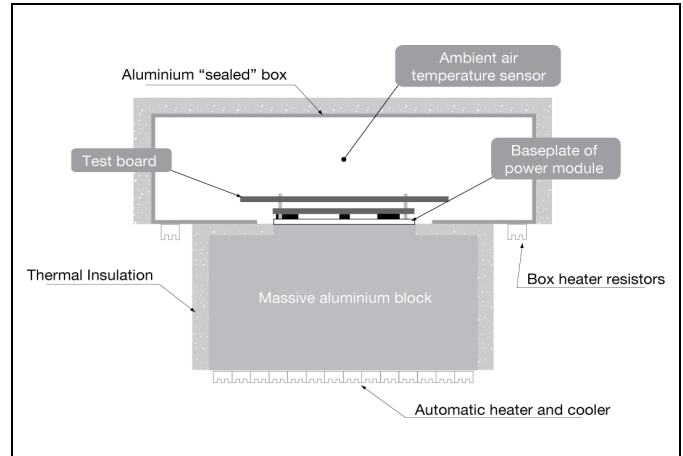 Ambient air
temperature sensor
Aluminium “sealed” box
Test board
Baseplate of
power module
Thermal Insulation
Box heater resistors
Massive aluminium block
Automatic heater and cooler